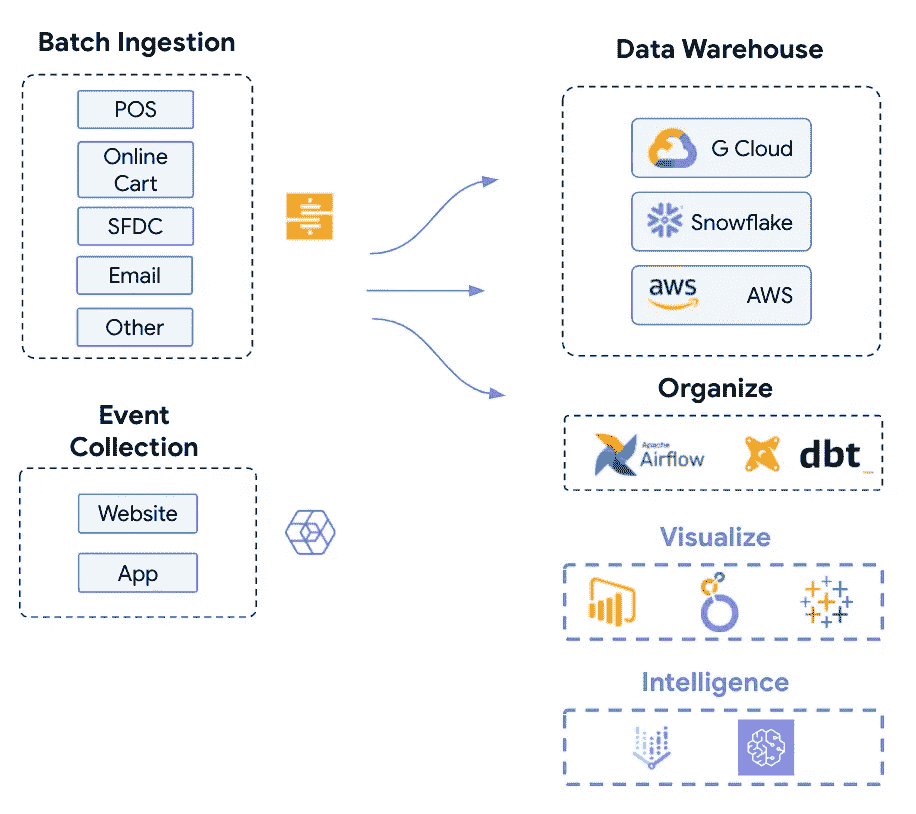 Batch Ingestion
POS
Online
Cart
SFDC
Email
Other
Event
Collection
Website
App
Data Warehouse
G Cloud
Snowflake
aws AWS
Organize
Apache
Airflow
dbt
Visualize
Intelligence